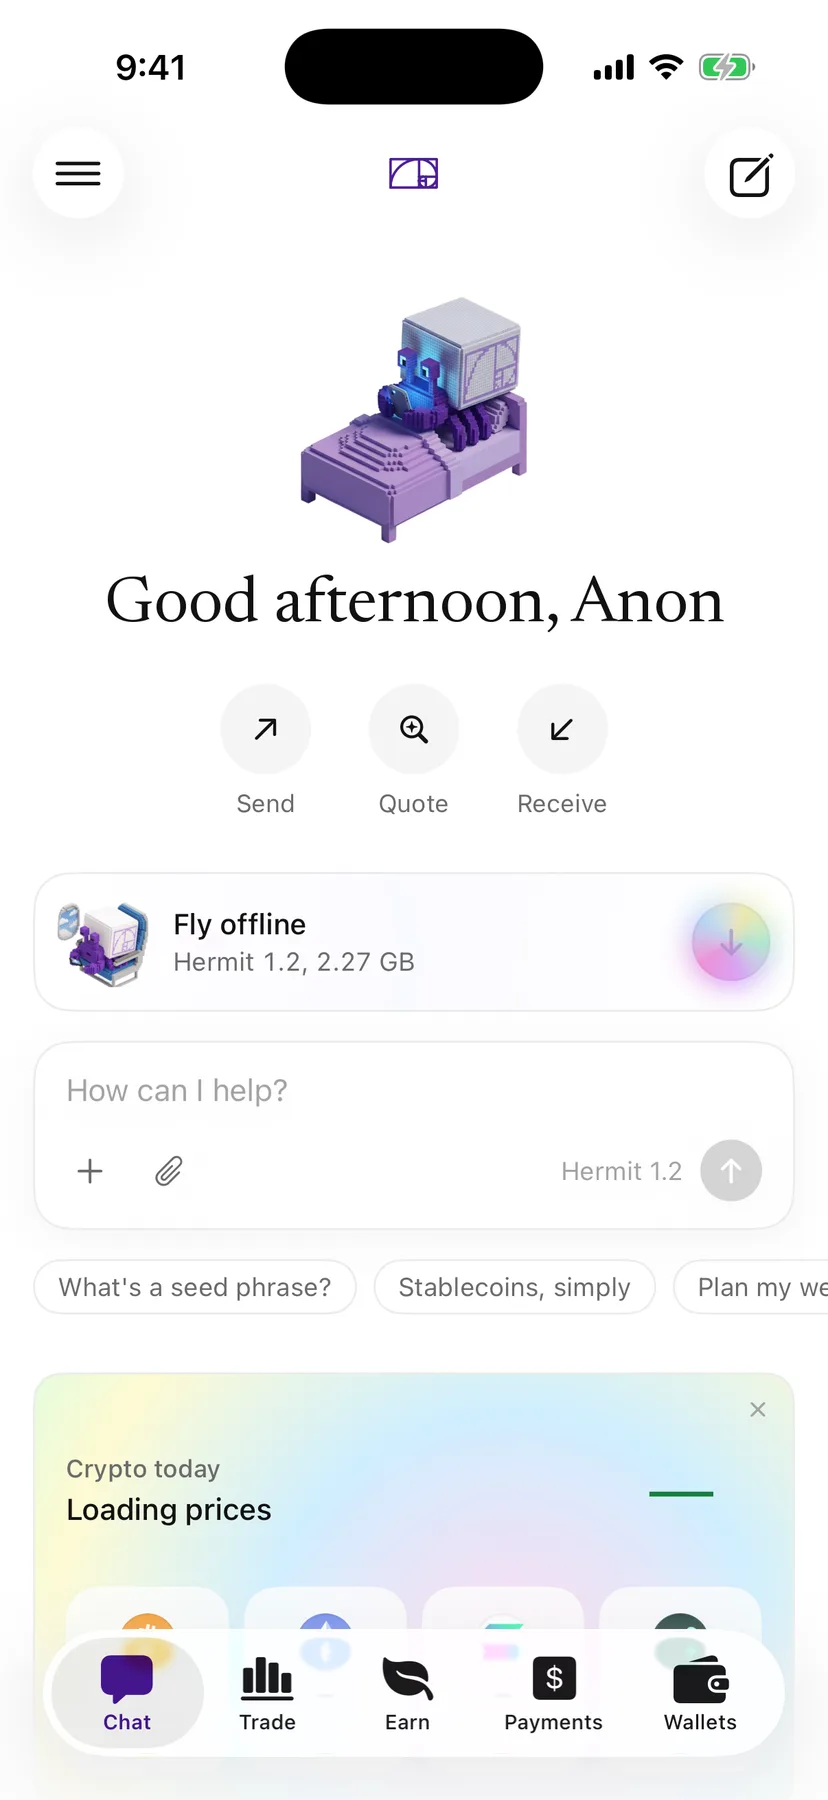 9:41
Good afternoon, Anon
Send
Quote
Receive
Fly offline
Hermit 1.2, 2.27 GB
How can I help?
Hermit 1.2
What's a seed phrase?
Stablecoins, simply
Plan my we
Crypto today
Loading prices
Chat
Trade
Earn
Payments
Wallets